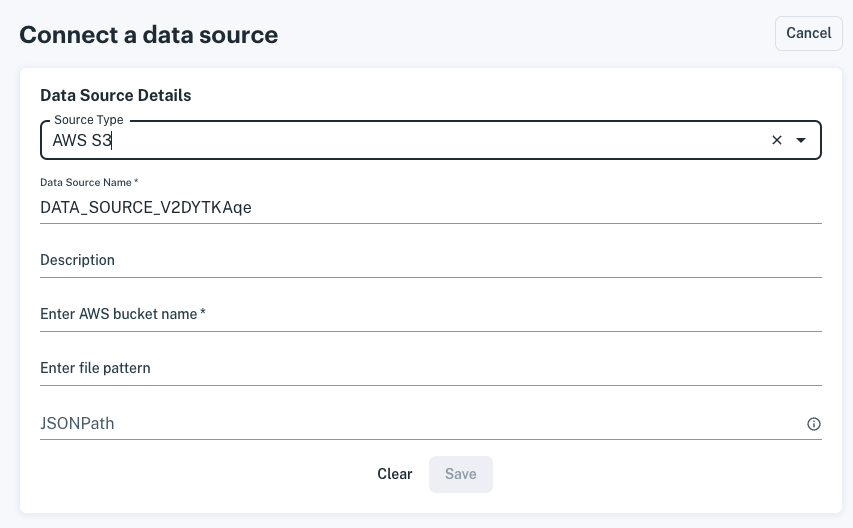 Connect a data source
Cancel
Data Source Details
Source Type
AWS S3
Data Source Name *
DATA_SOURCE_V2DYTKAqe
Description
Enter AWS bucket name *
Enter file pattern
JSONPath
Clear
Save